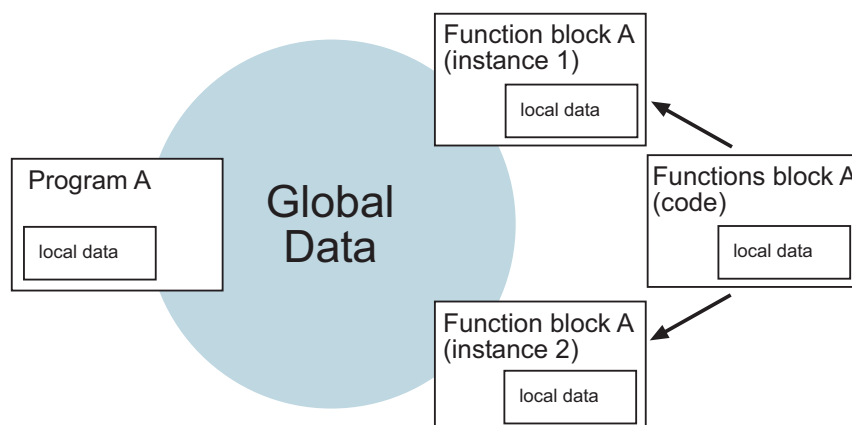 Function block A
(instance 1)
local data
Program A
local data
Global
Data
Functions block A
(code)
local data
Function block A
(instance 2)
local data